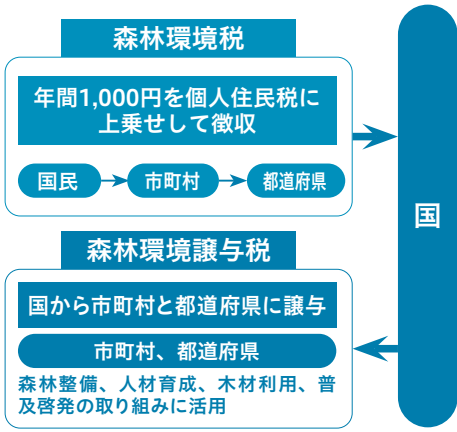 森林環境税
年間1,000円を個人住民税に
上乗せして徴収
国民
市町村
都道府県
国
森林環境譲与税
国から市町村と都道府県に譲与
市町村、都道府県
森林整備、人材育成、木材利用、普
及啓発の取り組みに活用